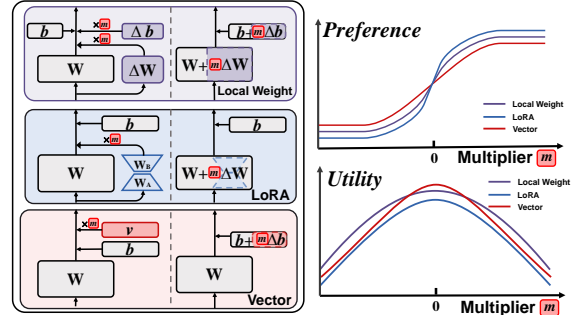 b
×m
Δb
×m
W
ΔW
b+mΔb
W+mΔW
Local Weight
b
×m
W
W_B
W_A
b
W+mΔW
LoRA
×m
v
b
W
b+mΔb
W
Vector
Preference
Local Weight
LoRA
Vector
0
Multiplier m
Utility
Local Weight
LoRA
Vector
0
Multiplier m